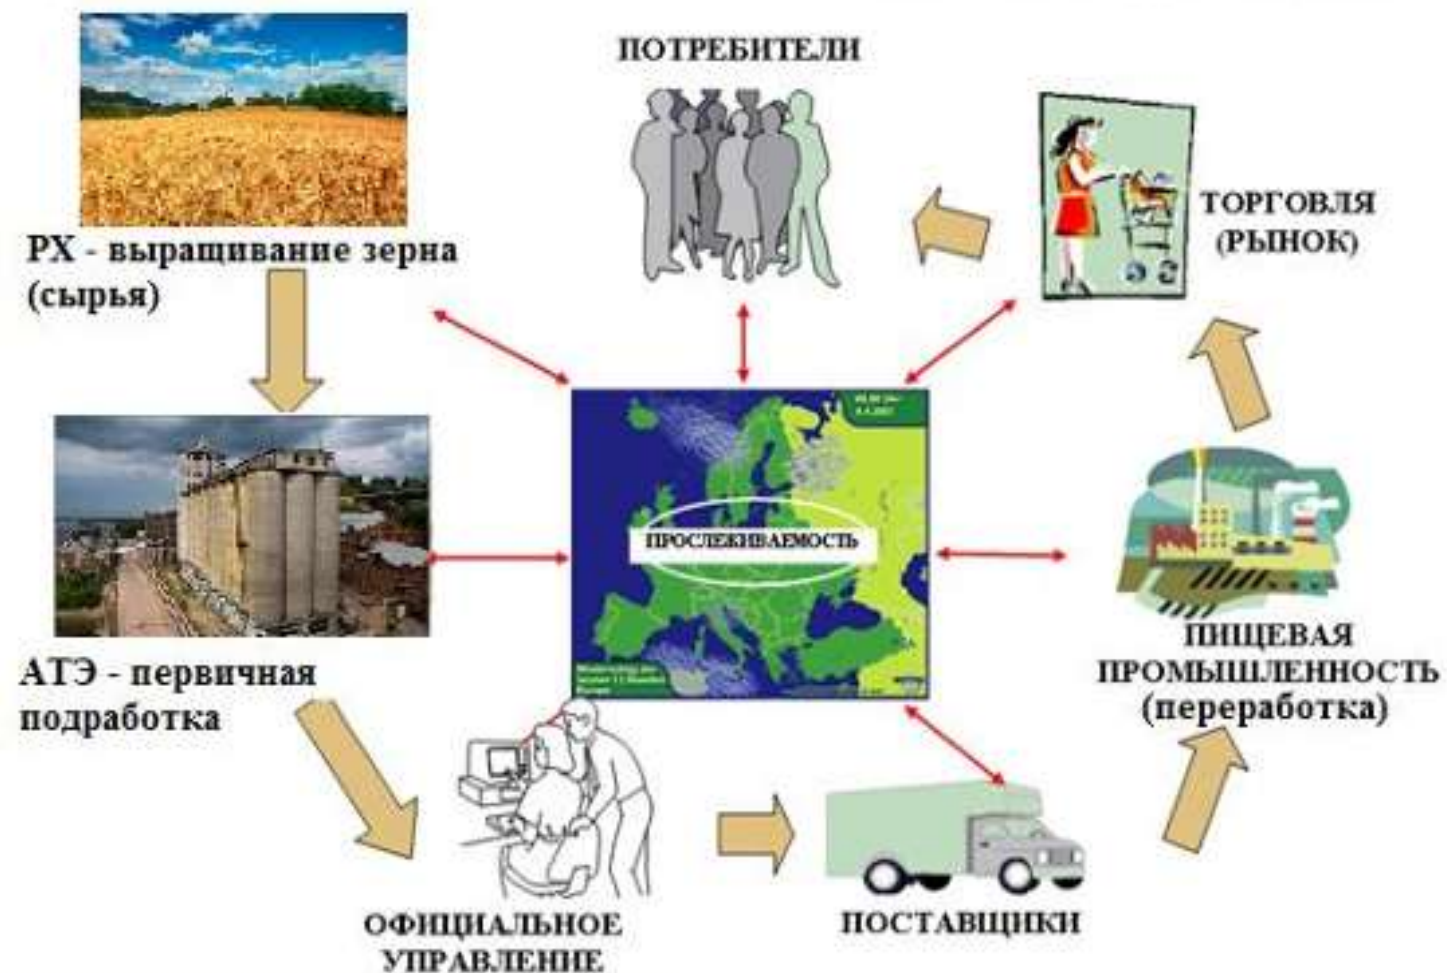 ПОТРЕБИТЕЛИ
ТОРГОВЛЯ
(РЫНОК)
РХ - выращивание зерна
(сырья)
ПРОСЛЕЖИВАЕМОСТЬ
ПИЩЕВАЯ
ПРОМЫШЛЕННОСТЬ
(переработка)
АТЭ - первичная
подработка
ПОСТАВЩИКИ
ОФИЦИАЛЬНОЕ
УПРАВЛЕНИЕ